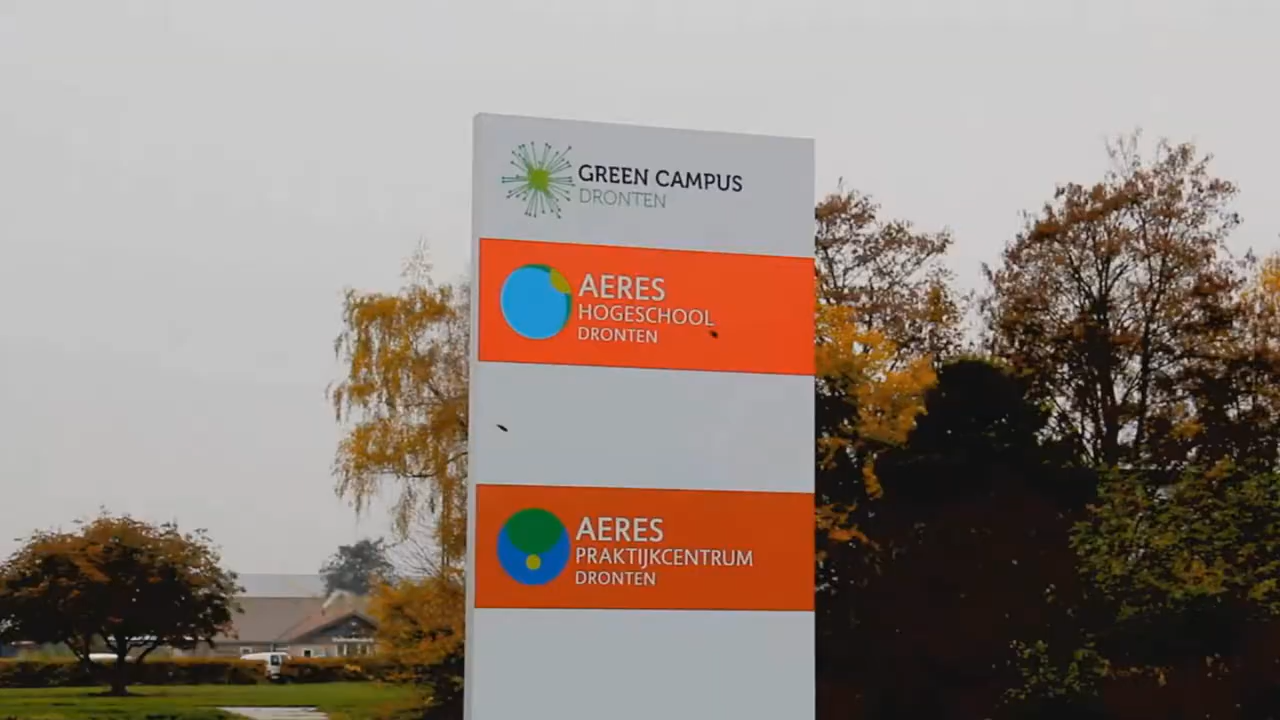 GREEN CAMPUS
DRONTEN
AERES
HOGESCHOOL
DRONTEN
AERES
PRAKTIJKCENTRUM
DRONTEN